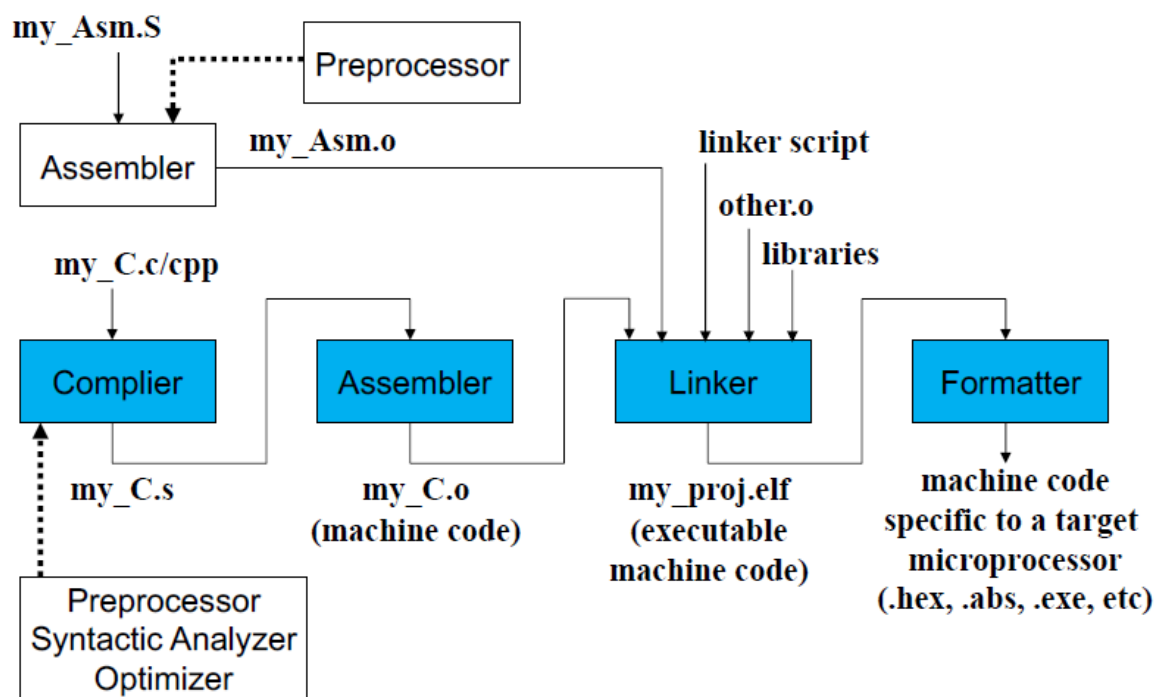 my_Asm.S
Preprocessor
Assembler
my_Asm.o
linker script
other.o
libraries
my_C.c/cpp
Complier
Assembler
Linker
Formatter
my_C.s
my_C.o
(machine code)
my_proj.elf
(executable
machine code)
machine code
specific to a target
microprocessor
(.hex, .abs, .exe, etc)
Preprocessor
Syntactic Analyzer
Optimizer